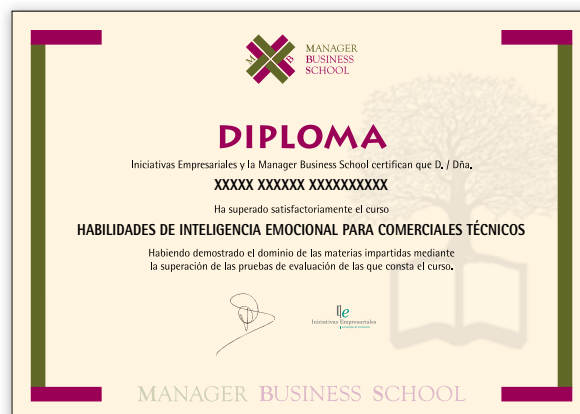 M B
MANAGER
BUSINESS
SCHOOL
DIPLOMA
Iniciativas Empresariales y la Manager Business School certifican que D. / Dña.
XXXXX XXXXXX XXXXXXXXXX
Ha superado satisfactoriamente el curso
HABILIDADES DE INTELIGENCIA EMOCIONAL PARA COMERCIALES TÉCNICOS
Habiendo demostrado el dominio de las materias impartidas mediante
la superación de las pruebas de evaluación de las que consta el curso.
Iniciativas Empresariales
MANAGER BUSINESS SCHOOL